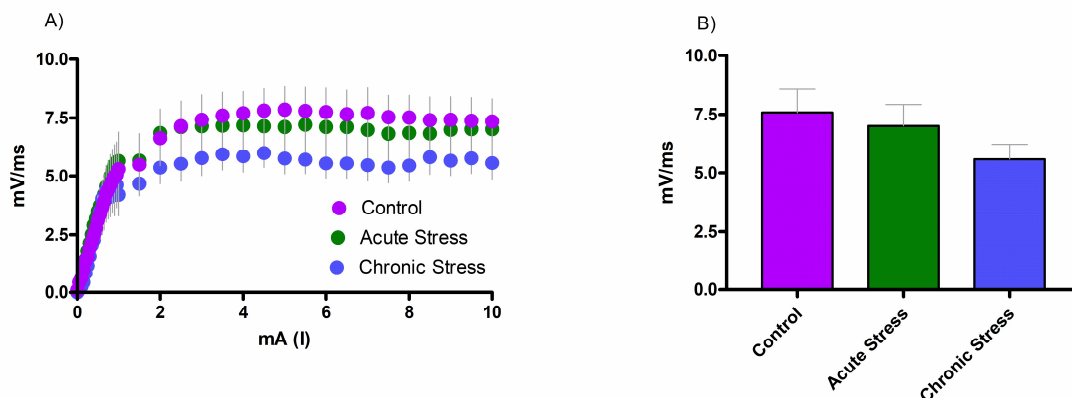 A)
10.0
7.5
5.0
2.5
0.0
mV/ms
0 2 4 6 8 10
mA (I)
Control
Acute Stress
Chronic Stress
B)
10.0
7.5
5.0
2.5
0.0
mV/ms
Control
Acute Stress
Chronic Stress